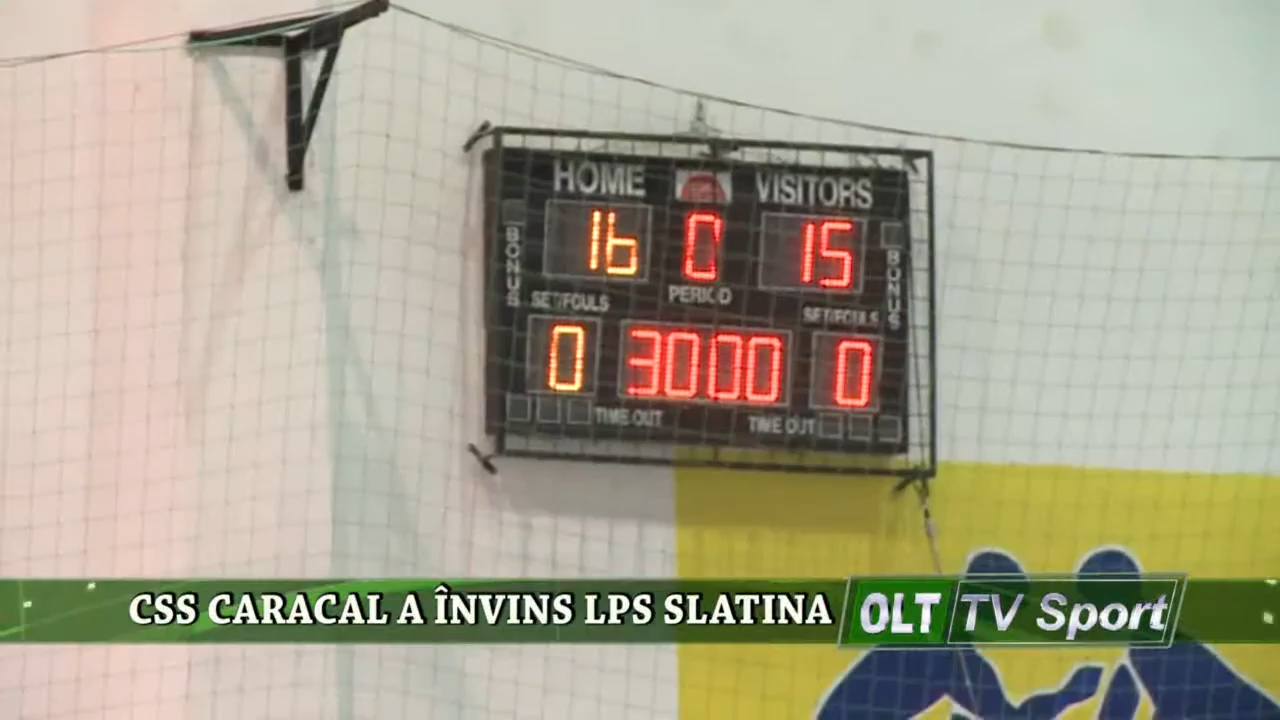 HOME VISITORS
16 0 15
BONUS BONUS
SET/FOULS PERIOD SET/FOULS
0 3000 0
TIME OUT TIME OUT
CSS CARACAL A ÎNVINS LPS SLATINA OLT TV Sport